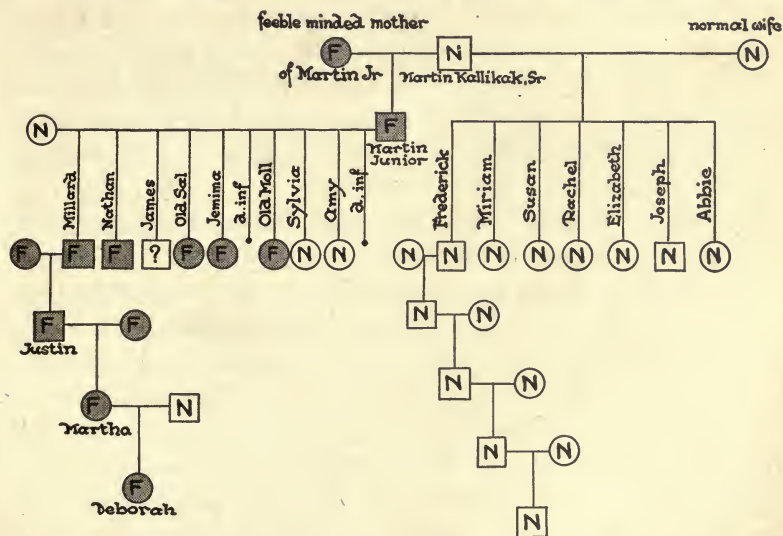 feeble minded mother
normal wife
F
N
N
of Martin Jr
Martin Kallikak, Sr
N
F
Martin
Junior
Millard
Nathan
James
Old Sal
Jemima
d. inf
Old Moll
Sylvia
Amy
d. inf
Frederick
Miriam
Susan
Rachel
Elizabeth
Joseph
Abbie
F
F
F
?
F
F
F
N
N
N
N
N
N
N
N
N
N
F
F
N
N
Justin
F
N
N
N
Martha
N
N
F
Deborah
N